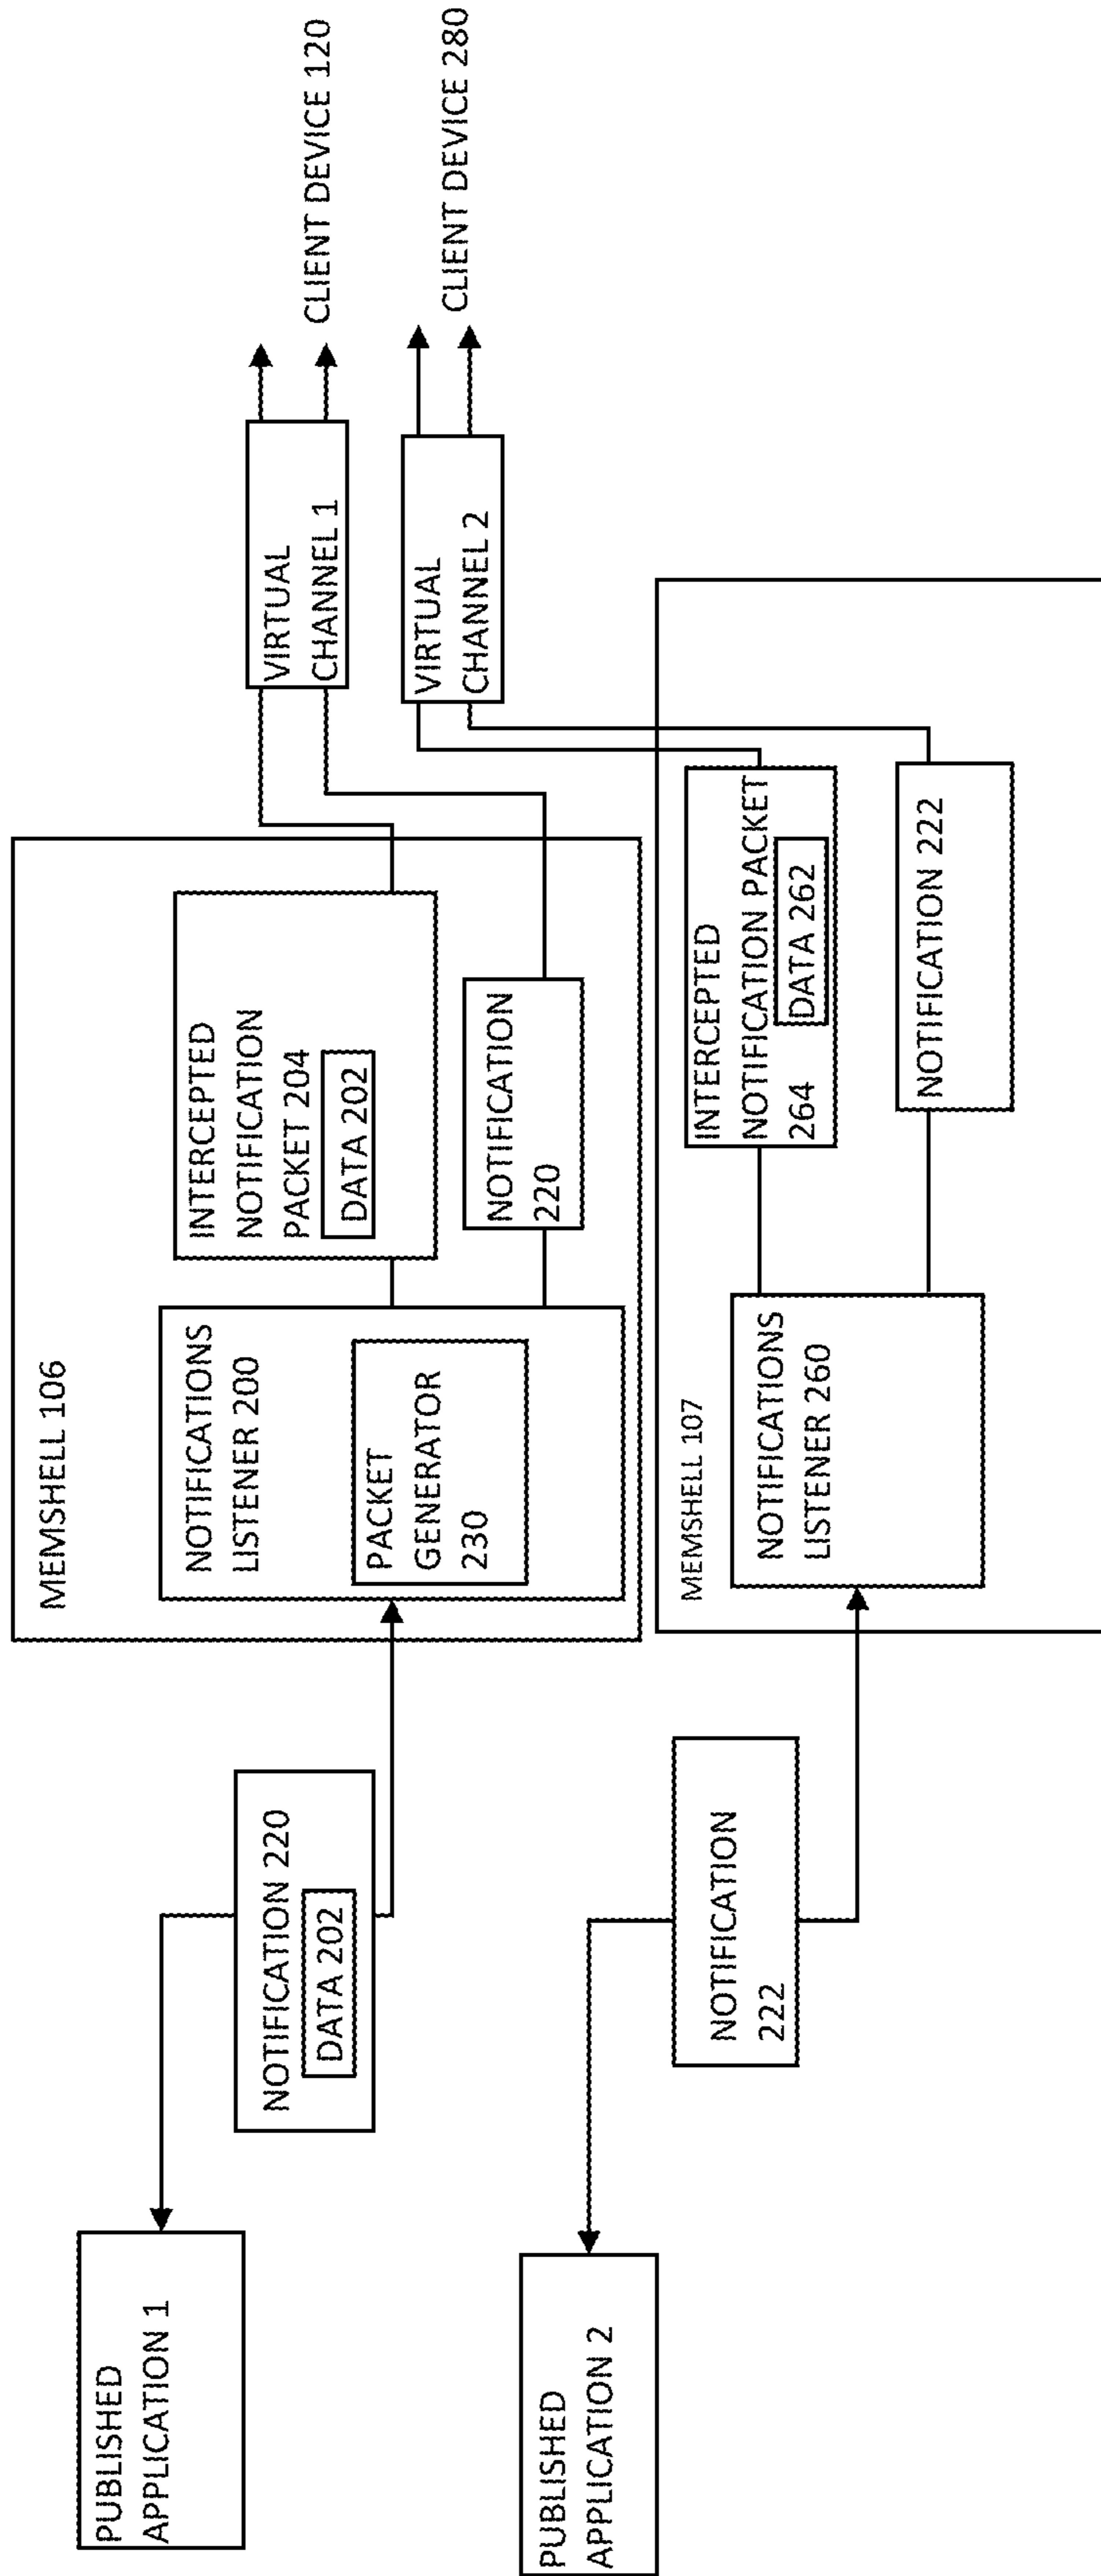 PUBLISHED
APPLICATION 1
NOTIFICATION 220
DATA 202
MEMSHELL 106
NOTIFICATIONS
LISTENER 200
PACKET
GENERATOR
230
INTERCEPTED
NOTIFICATION
PACKET 204
DATA 202
NOTIFICATION
220
VIRTUAL
CHANNEL 1
CLIENT DEVICE 120
PUBLISHED
APPLICATION 2
NOTIFICATION
222
MEMSHELL 107
NOTIFICATIONS
LISTENER 260
INTERCEPTED
NOTIFICATION PACKET
264
DATA 262
NOTIFICATION 222
VIRTUAL
CHANNEL 2
CLIENT DEVICE 280